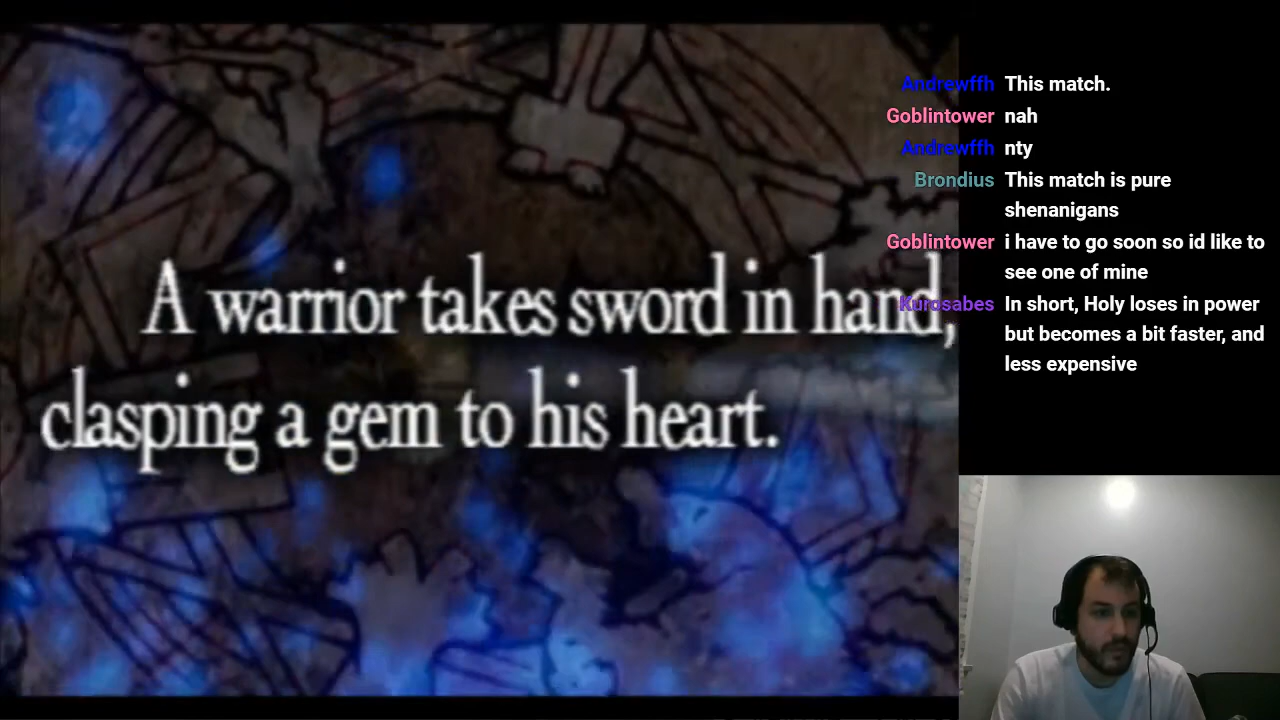 A warrior takes sword in hand,
clasping a gem to his heart.
Andrewffh This match.
Goblintower nah
Andrewffh nty
Brondius This match is pure
shenanigans
Goblintower i have to go soon so id like to
see one of mine
Kurosabes In short, Holy loses in power
but becomes a bit faster, and
less expensive